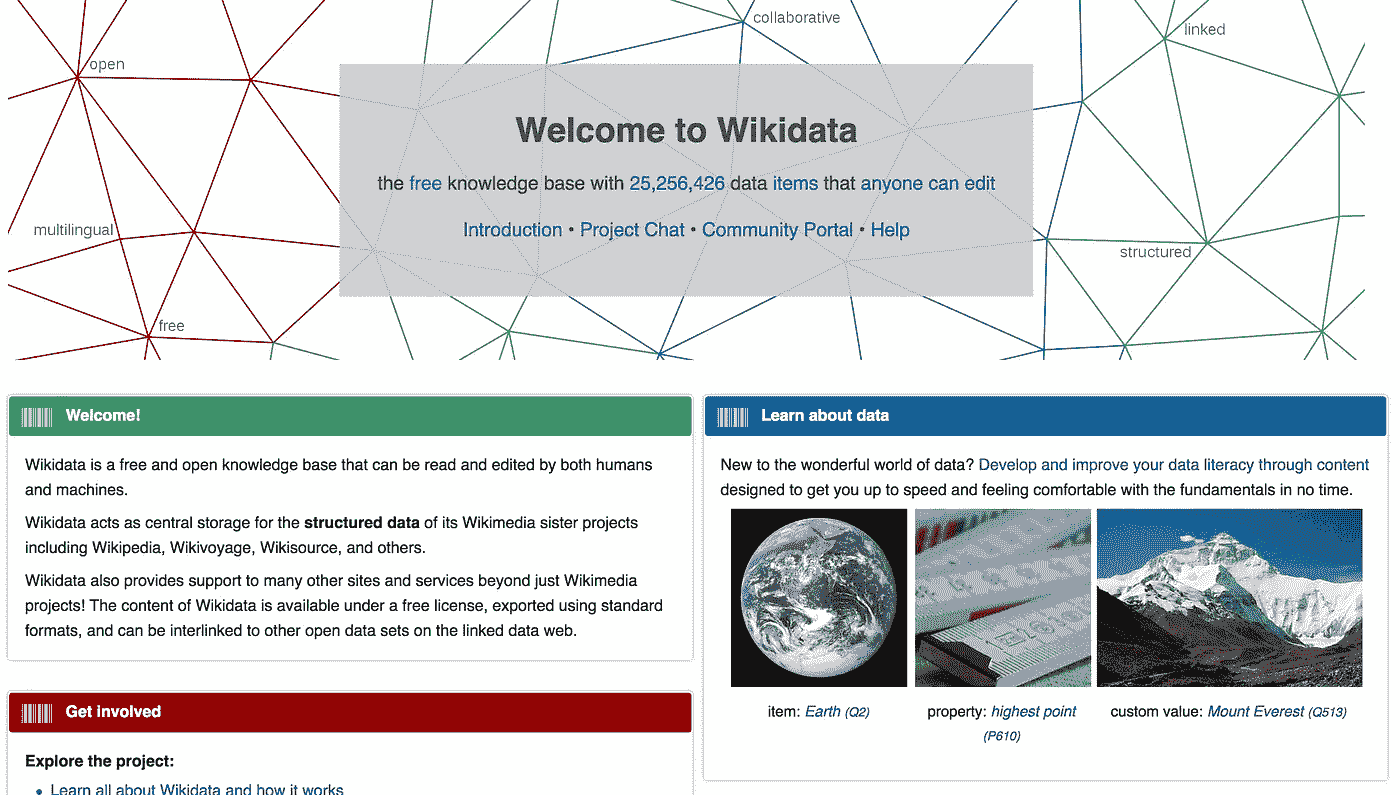 collaborative
linked
open
Welcome to Wikidata
the free knowledge base with 25,256,426 data items that anyone can edit
Introduction • Project Chat • Community Portal • Help
multilingual
structured
free
Welcome!
Wikidata is a free and open knowledge base that can be read and edited by both humans
and machines.
Wikidata acts as central storage for the structured data of its Wikimedia sister projects
including Wikipedia, Wikivoyage, Wikisource, and others.
Wikidata also provides support to many other sites and services beyond just Wikimedia
projects! The content of Wikidata is available under a free license, exported using standard
formats, and can be interlinked to other open data sets on the linked data web.
Get involved
Explore the project:
• Learn all about Wikidata and how it works
Learn about data
New to the wonderful world of data? Develop and improve your data literacy through content
designed to get you up to speed and feeling comfortable with the fundamentals in no time.
item: Earth (Q2)
property: highest point
(P610)
custom value: Mount Everest (Q513)